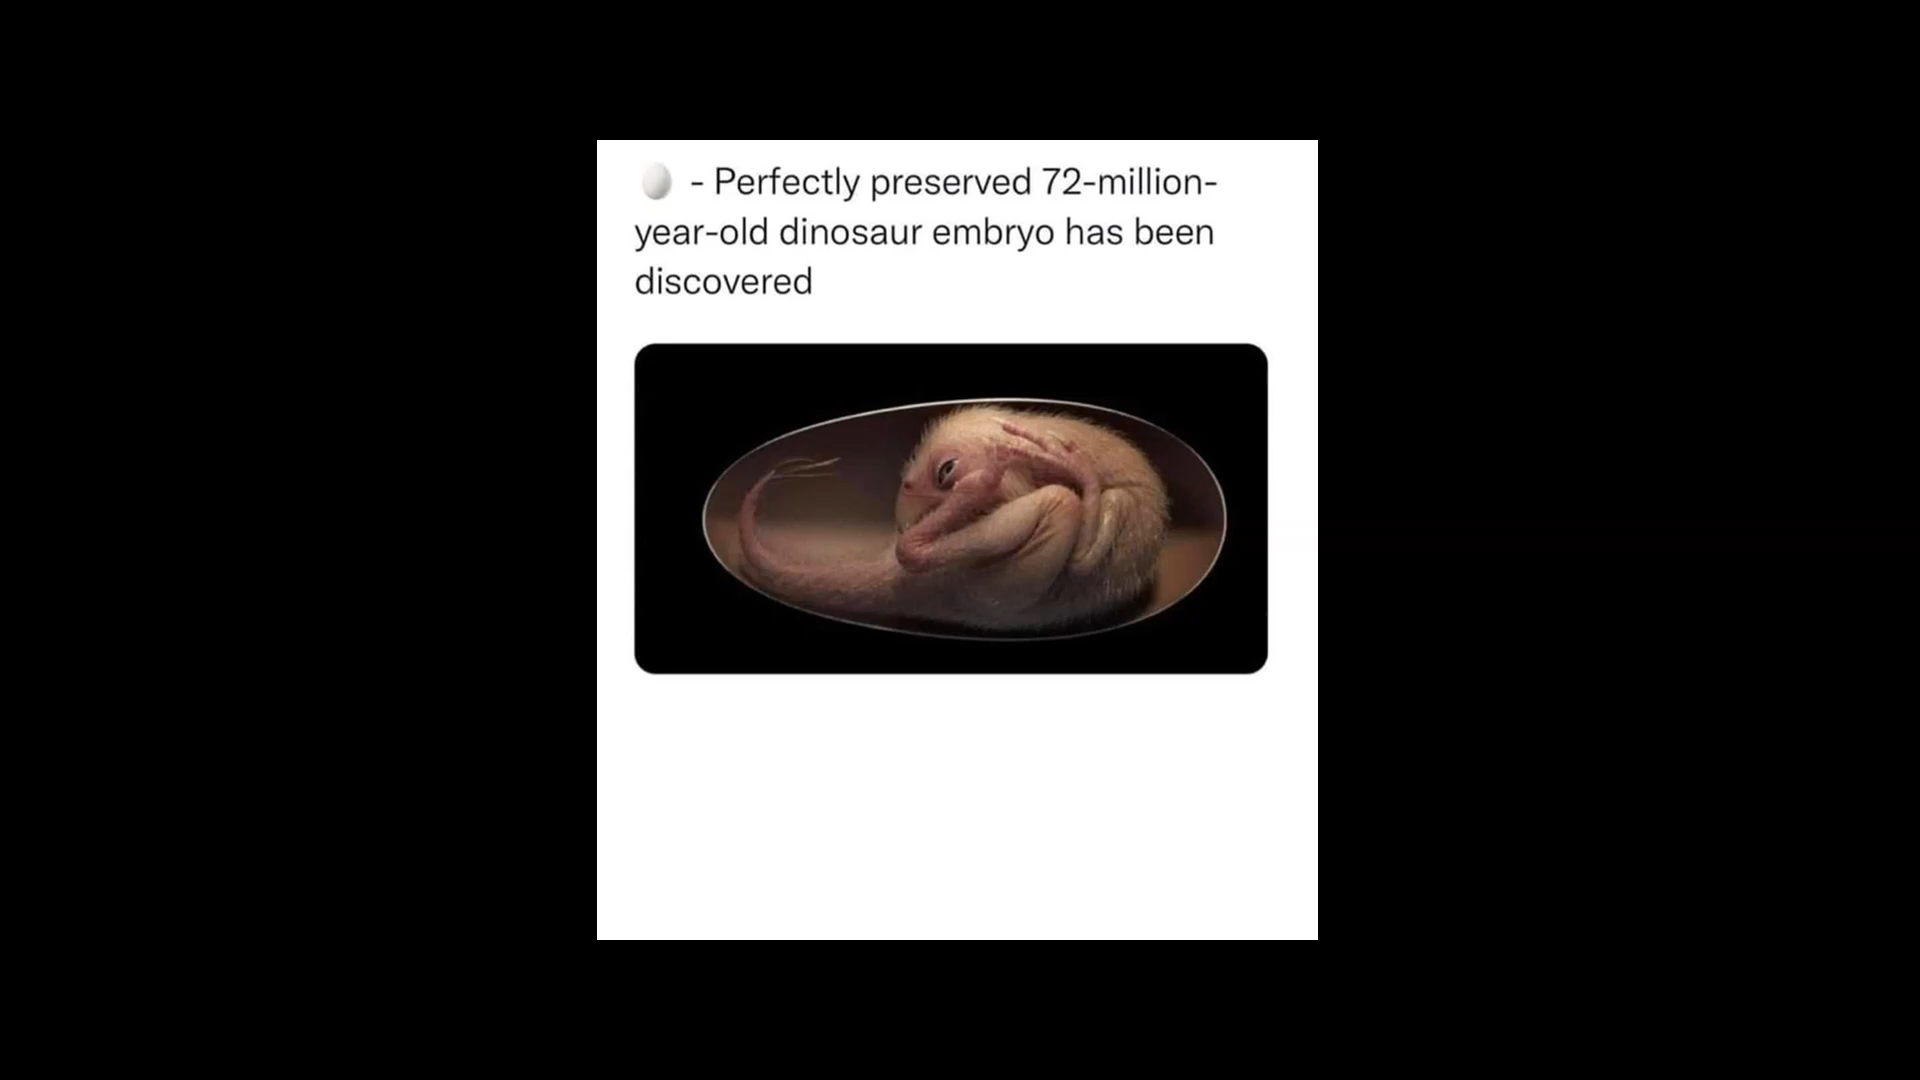 🥚 - Perfectly preserved 72-million-
year-old dinosaur embryo has been
discovered